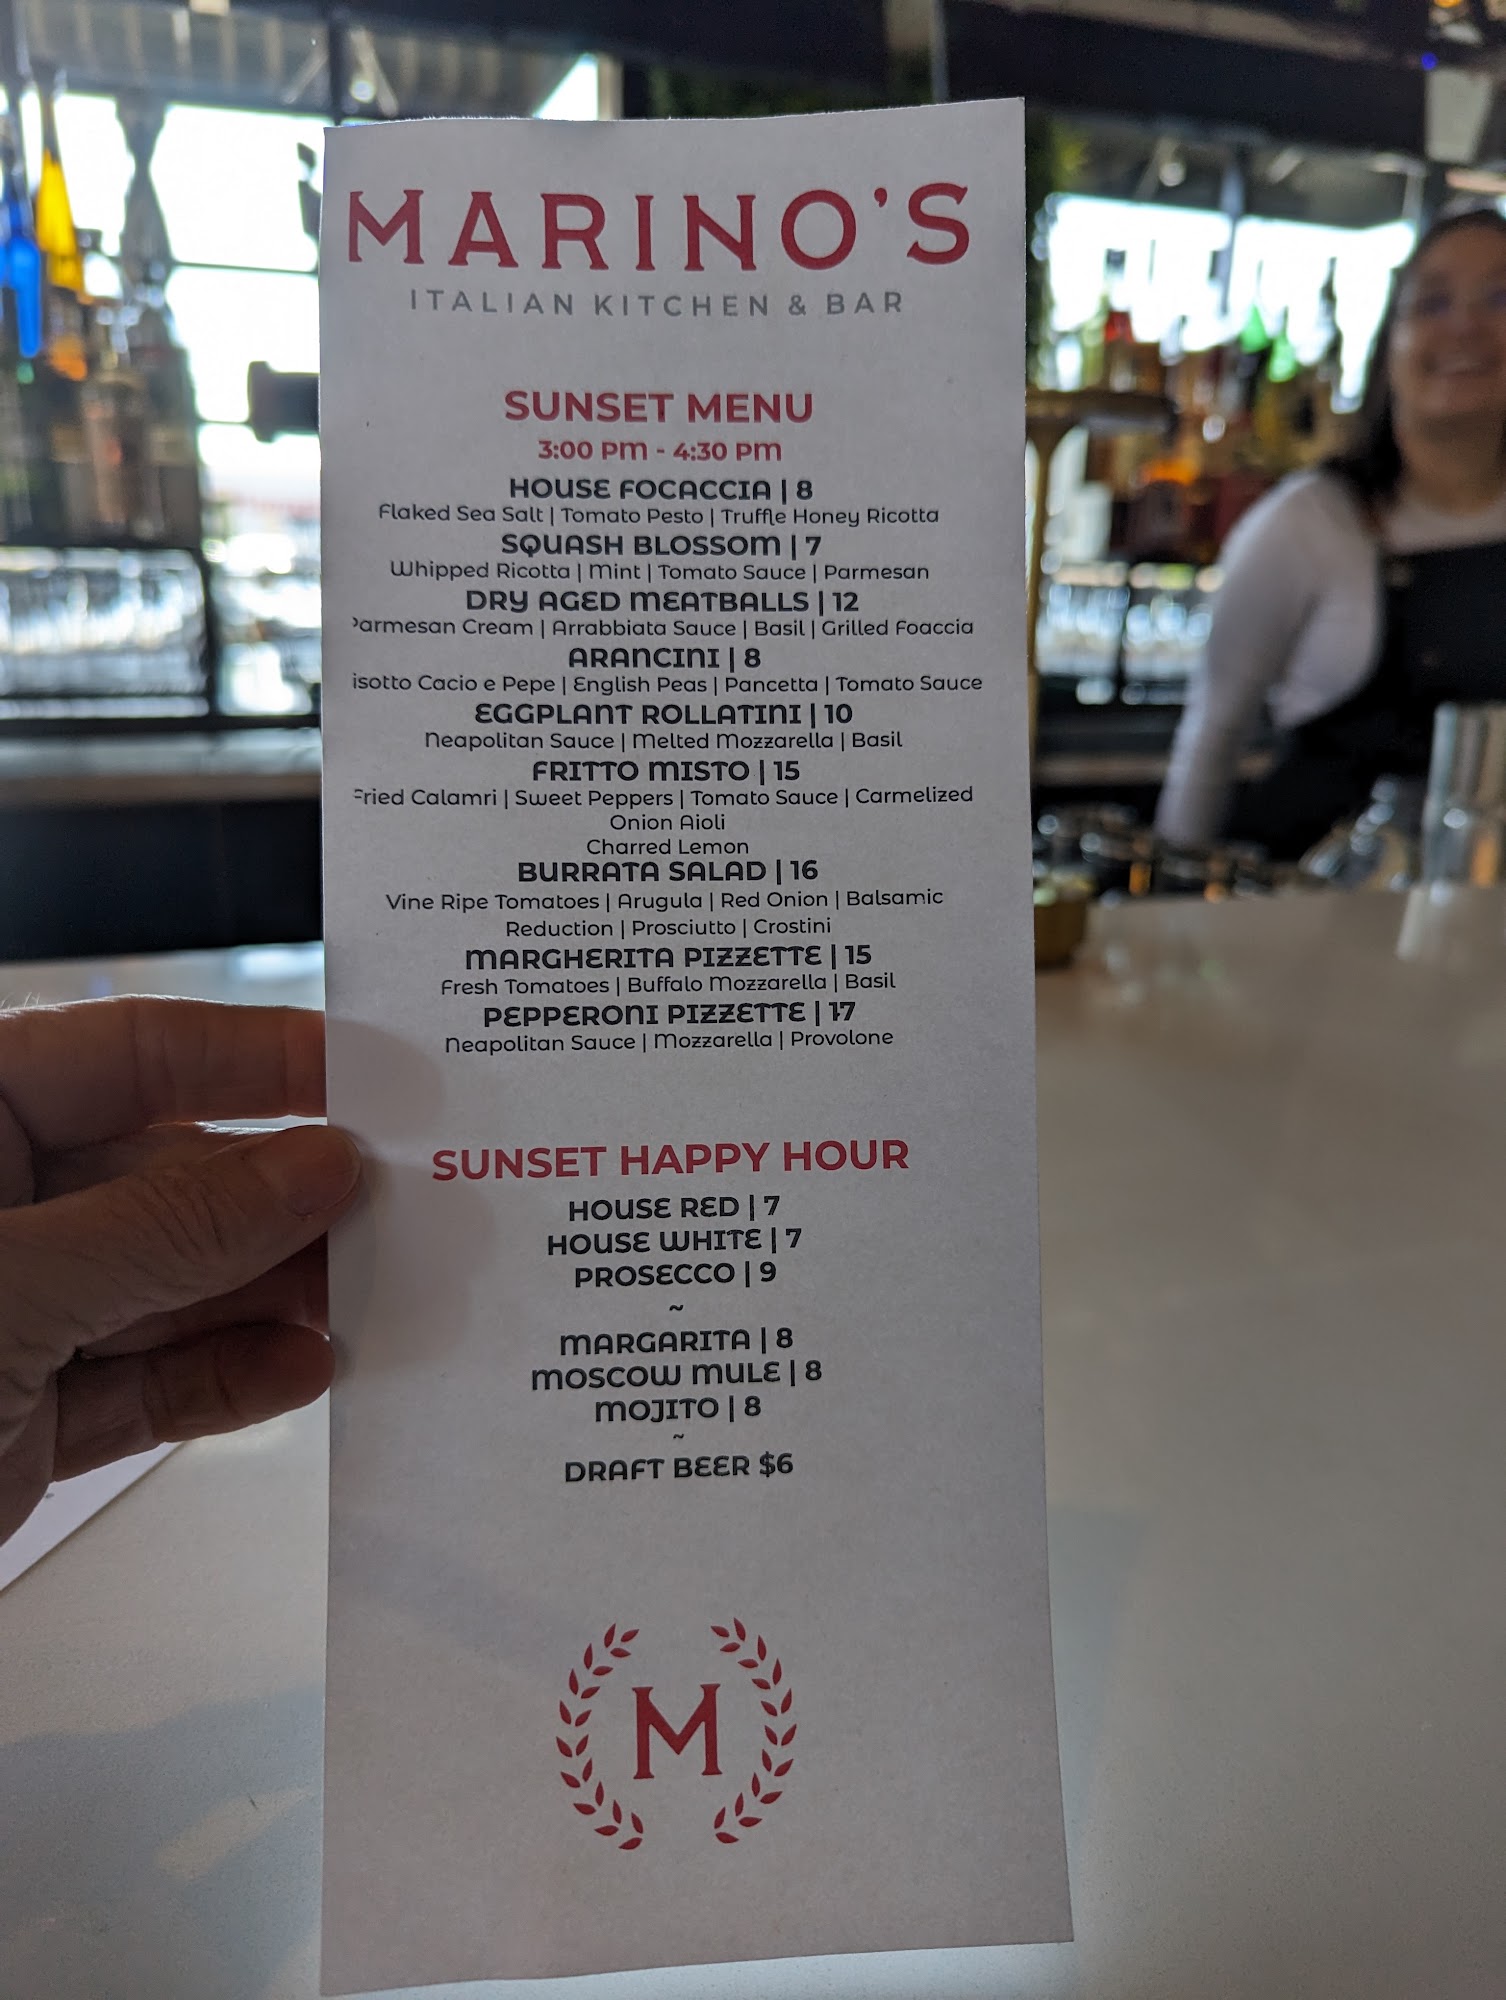 MARINO'S
ITALIAN KITCHEN & BAR
SUNSET MENU
3:00 PM - 4:30 PM
HOUSE FOCACCIA | 8
Flaked Sea Salt | Tomato Pesto | Truffle Honey Ricotta
SQUASH BLOSSOM | 7
Whipped Ricotta | Mint | Tomato Sauce | Parmesan
DRY AGED MEATBALLS | 12
Parmesan Cream | Arrabbiata Sauce | Basil | Grilled Foaccia
ARANCINI | 8
isotto Cacio e Pepe | English Peas | Pancetta | Tomato Sauce
EGGPLANT ROLLATINI | 10
Neapolitan Sauce | Melted Mozzarella | Basil
FRITTO MISTO | 15
Fried Calamri | Sweet Peppers | Tomato Sauce | Carmelized
Onion Aioli
Charred Lemon
BURRATA SALAD | 16
Vine Ripe Tomatoes | Arugula | Red Onion | Balsamic
Reduction | Prosciutto | Crostini
MARGHERITA PIZZETTE | 15
Fresh Tomatoes | Buffalo Mozzarella | Basil
PEPPERONI PIZZETTE | 17
Neapolitan Sauce | Mozzarella | Provolone
SUNSET HAPPY HOUR
HOUSE RED | 7
HOUSE WHITE | 7
PROSECCO | 9
~
MARGARITA | 8
MOSCOW MULE | 8
MOJITO | 8
~
DRAFT BEER $6
M